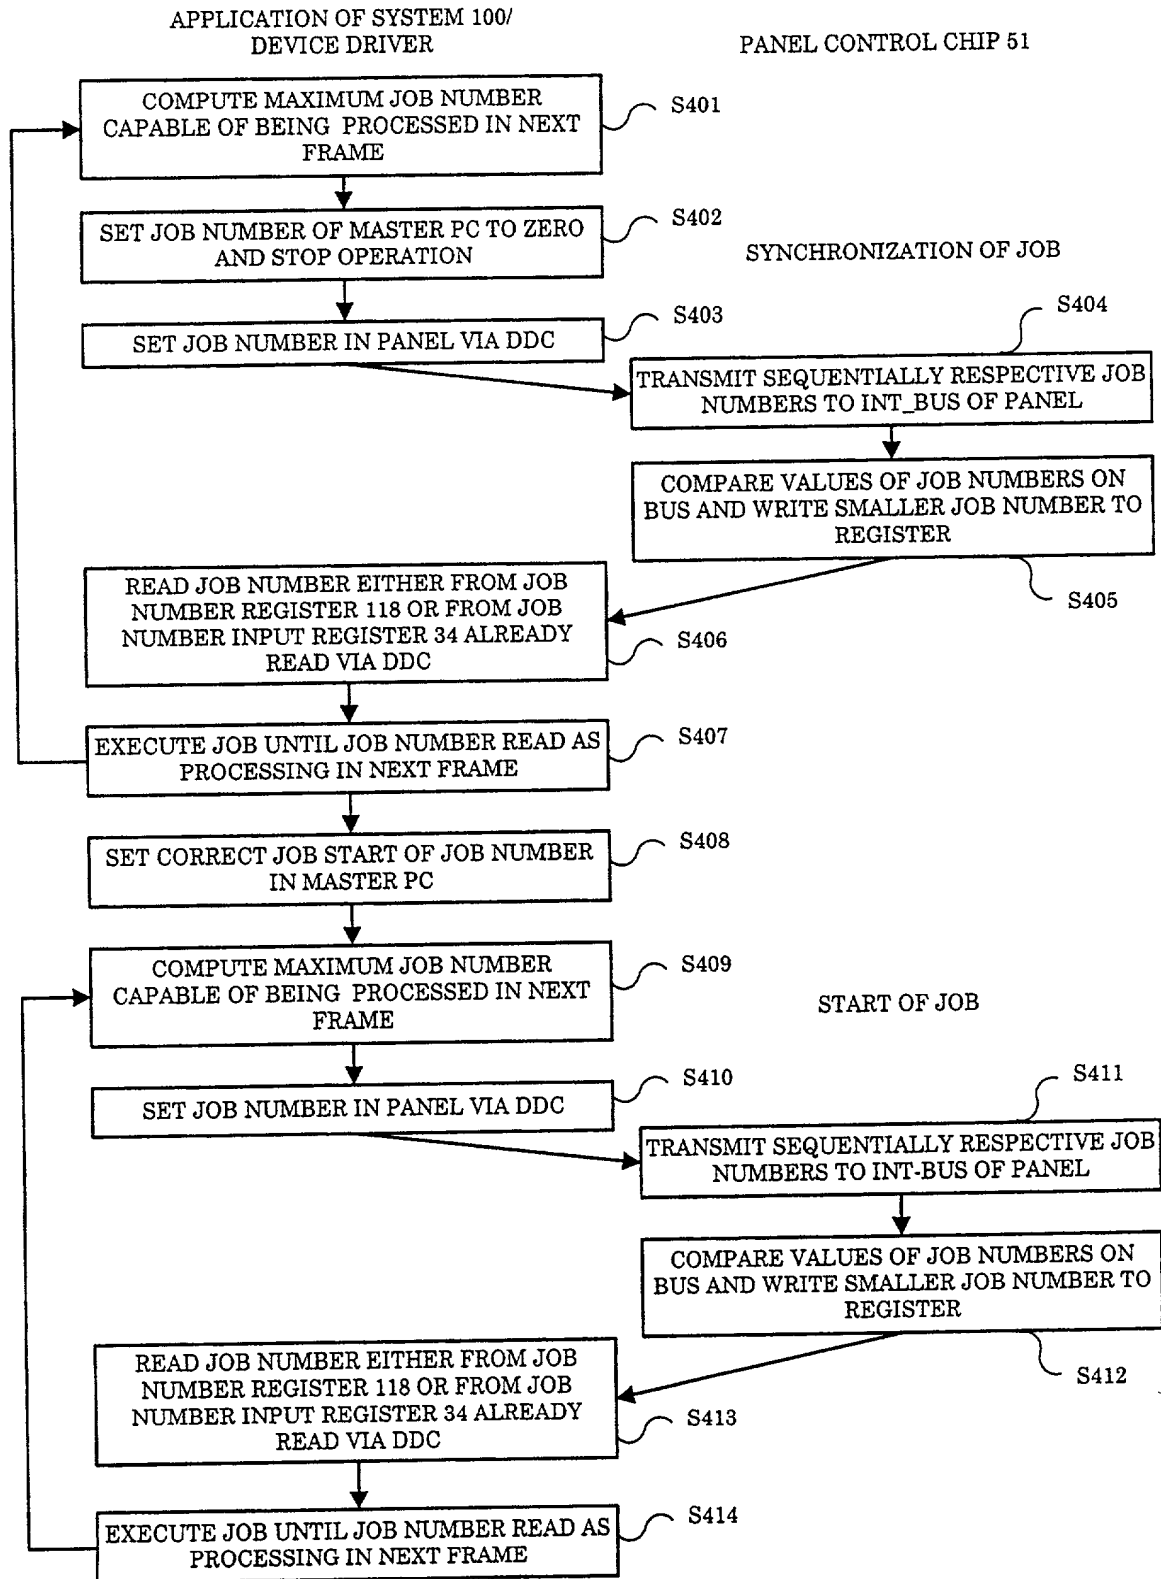 APPLICATION OF SYSTEM 100/
DEVICE DRIVER
PANEL CONTROL CHIP 51
COMPUTE MAXIMUM JOB NUMBER
CAPABLE OF BEING PROCESSED IN NEXT
FRAME
S401
SET JOB NUMBER OF MASTER PC TO ZERO
AND STOP OPERATION
S402
SYNCHRONIZATION OF JOB
SET JOB NUMBER IN PANEL VIA DDC
S403
S404
TRANSMIT SEQUENTIALLY RESPECTIVE JOB
NUMBERS TO INT_BUS OF PANEL
COMPARE VALUES OF JOB NUMBERS ON
BUS AND WRITE SMALLER JOB NUMBER TO
REGISTER
S405
READ JOB NUMBER EITHER FROM JOB
NUMBER REGISTER 118 OR FROM JOB
NUMBER INPUT REGISTER 34 ALREADY
READ VIA DDC
S406
EXECUTE JOB UNTIL JOB NUMBER READ AS
PROCESSING IN NEXT FRAME
S407
SET CORRECT JOB START OF JOB NUMBER
IN MASTER PC
S408
COMPUTE MAXIMUM JOB NUMBER
CAPABLE OF BEING PROCESSED IN NEXT
FRAME
S409
START OF JOB
SET JOB NUMBER IN PANEL VIA DDC
S410
S411
TRANSMIT SEQUENTIALLY RESPECTIVE JOB
NUMBERS TO INT-BUS OF PANEL
COMPARE VALUES OF JOB NUMBERS ON
BUS AND WRITE SMALLER JOB NUMBER TO
REGISTER
S412
READ JOB NUMBER EITHER FROM JOB
NUMBER REGISTER 118 OR FROM JOB
NUMBER INPUT REGISTER 34 ALREADY
READ VIA DDC
S413
EXECUTE JOB UNTIL JOB NUMBER READ AS
PROCESSING IN NEXT FRAME
S414